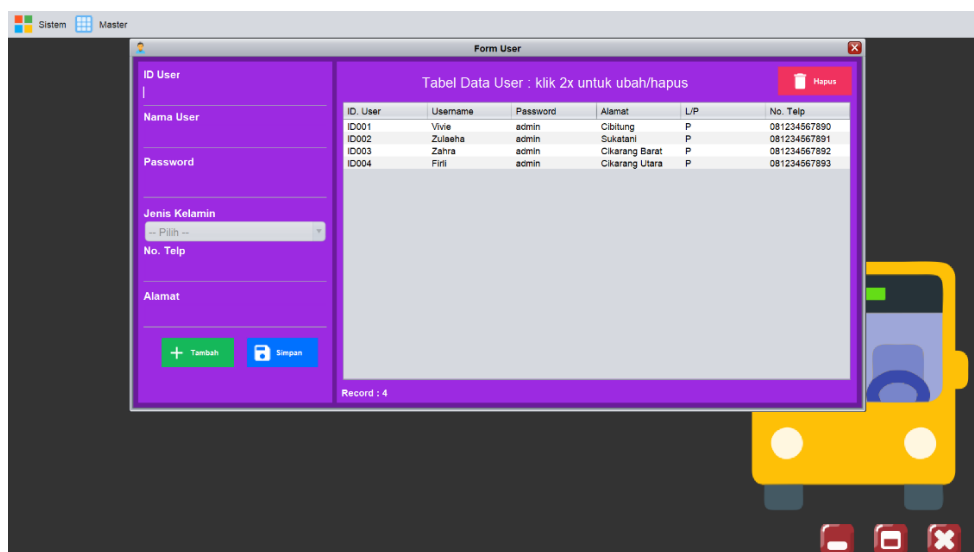 Sistem Master
Form User
ID User
Nama User
Password
Jenis Kelamin
-- Pilih --
No. Telp
Alamat
Tambah Simpan
Tabel Data User : klik 2x untuk ubah/hapus
Hapus
ID. User Username Password Alamat L/P No. Telp
ID001 Vivie admin Cibitung P 081234567890
ID002 Zulaeha admin Sukatani P 081234567891
ID003 Zahra admin Cikarang Barat P 081234567892
ID004 Firli admin Cikarang Utara P 081234567893
Record : 4